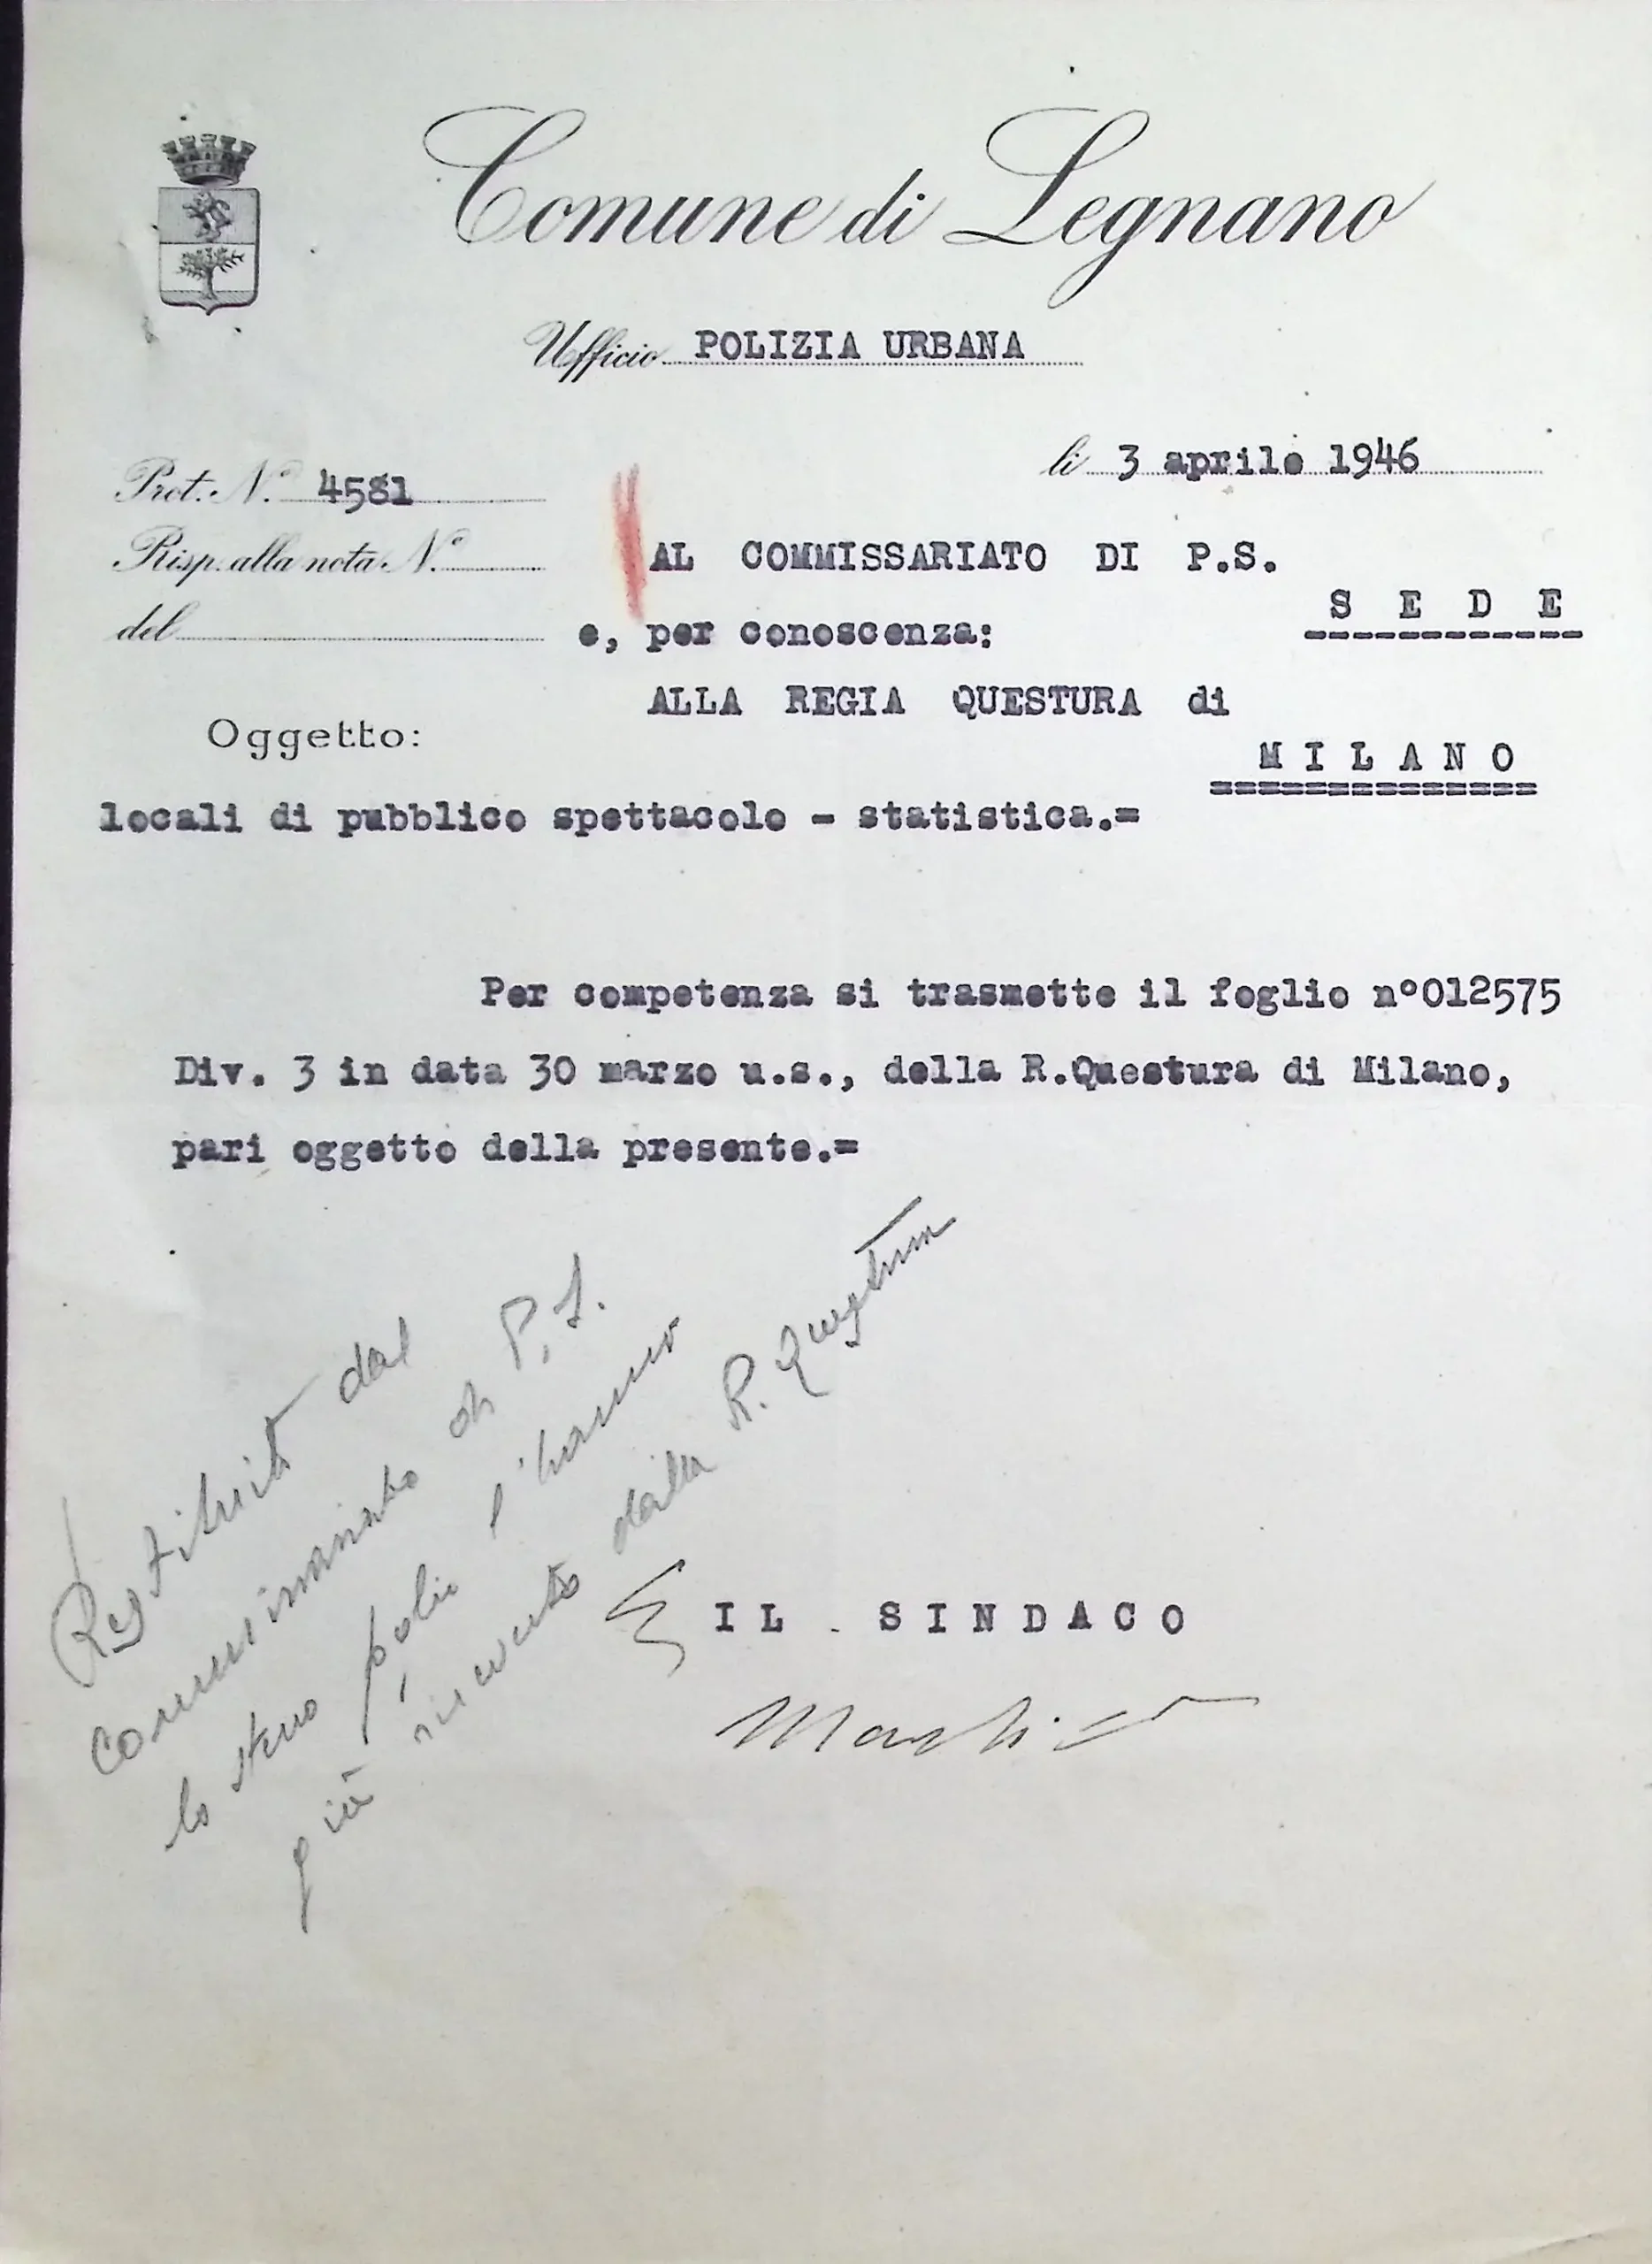 Comune di Legnano
Ufficio POLIZIA URBANA
li 3 aprile 1946
Prot. N.° 4581
Risp. alla nota N.°
del
AL COMMISSARIATO DI P.S.
S E D E
e, per conoscenza:
ALLA REGIA QUESTURA di
M I L A N O
Oggetto:
locali di pubblico spettacolo - statistica.=
Per competenza si trasmette il foglio n°012575
Div. 3 in data 30 marzo u.s., della R.Questura di Milano,
pari oggetto della presente.=
Restituito dal
commissariato di P.S.
lo stesso foglio l'hanno
già ricevuto dalla R. Questura
IL SINDACO